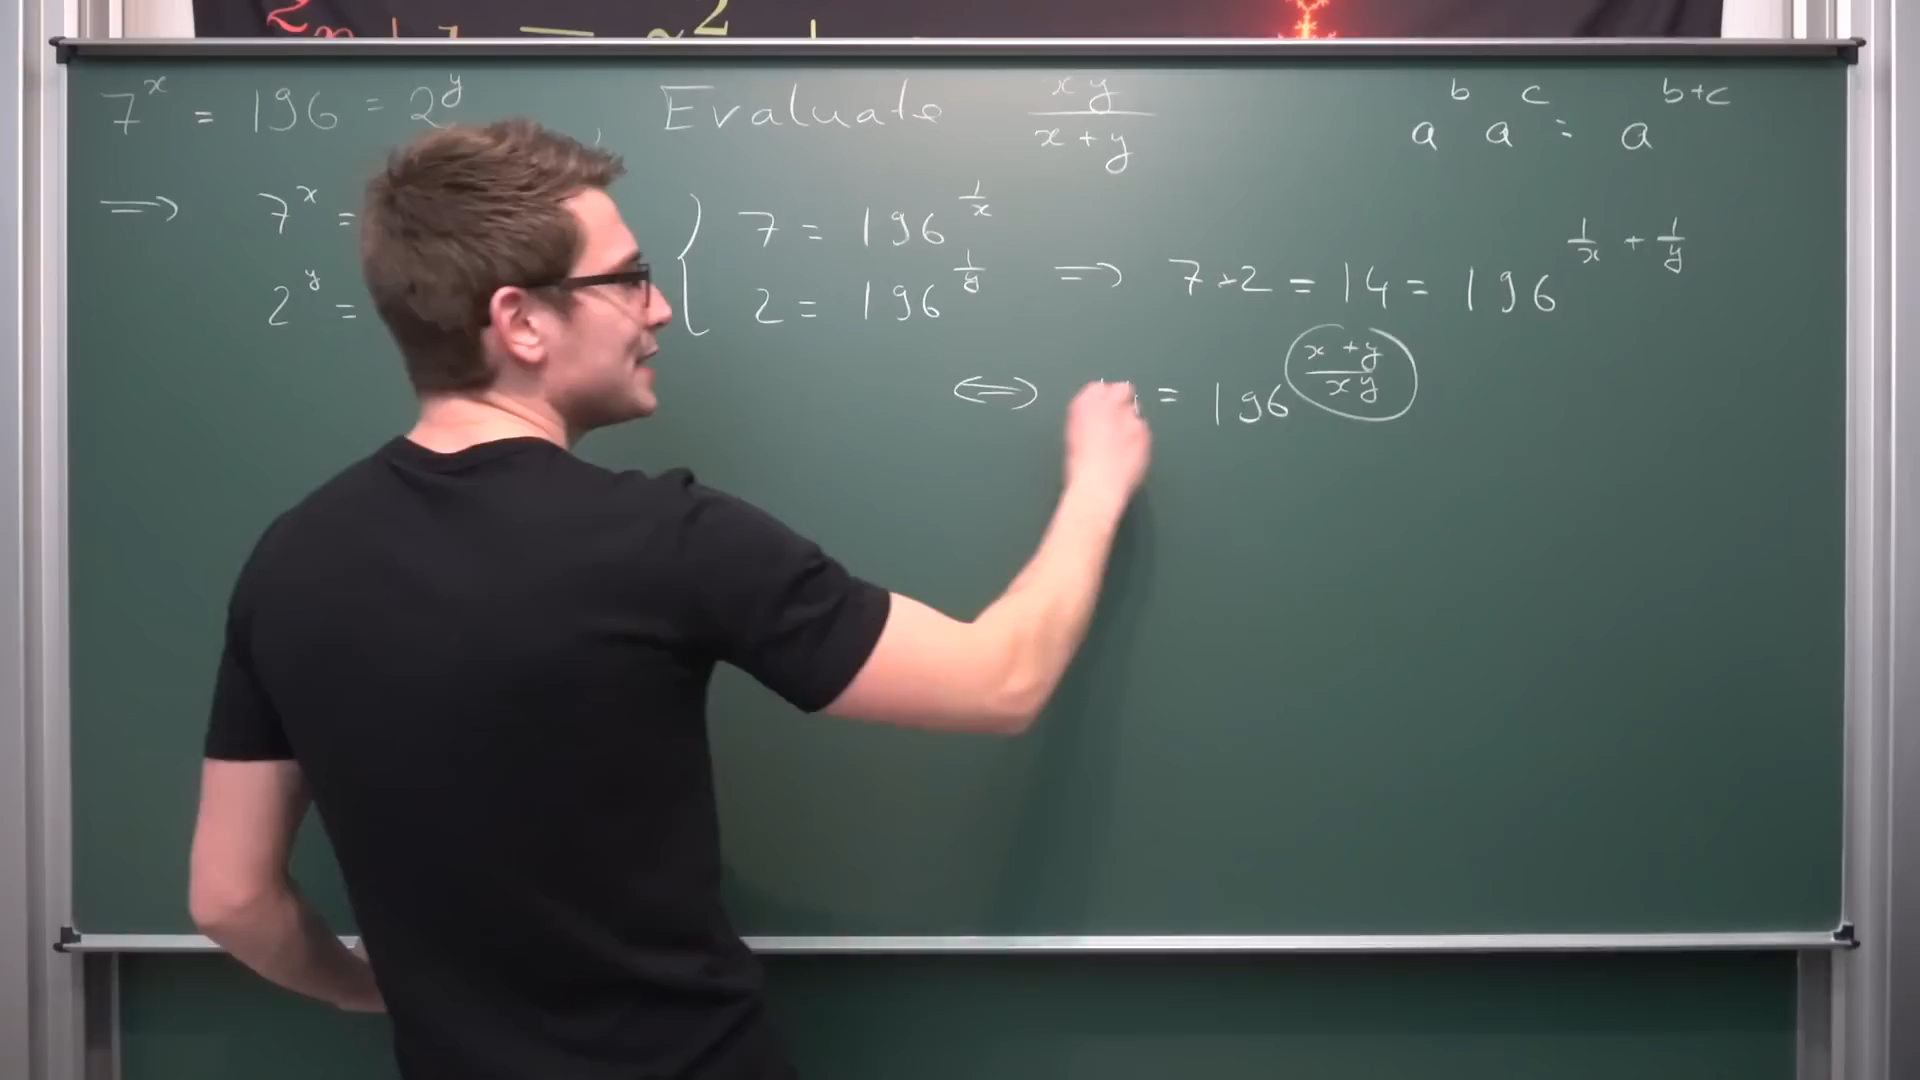 7^x = 196 = 2^y , Evaluate xy/(x+y)
a^b a^c = a^(b+c)
⟹ 7^x =
2^y =
7 = 196^(1/x)
2 = 196^(1/y)
⟹ 7·2 = 14 = 196^(1/x + 1/y)
⟺ = 196^((x+y)/(xy))